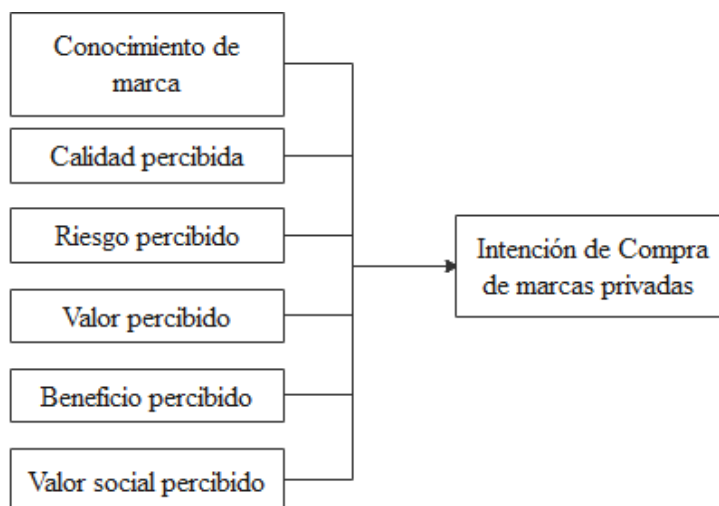 Conocimiento de
marca
Calidad percibida
Riesgo percibido
Valor percibido
Beneficio percibido
Valor social percibido
Intención de Compra
de marcas privadas